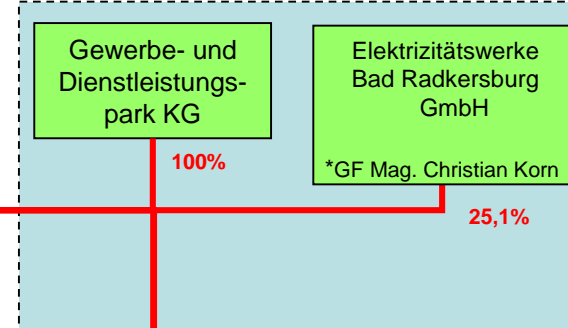 Gewerbe- und
Dienstleistungs-
park KG
100%
Elektrizitätswerke
Bad Radkersburg
GmbH
*GF Mag. Christian Korn
25,1%